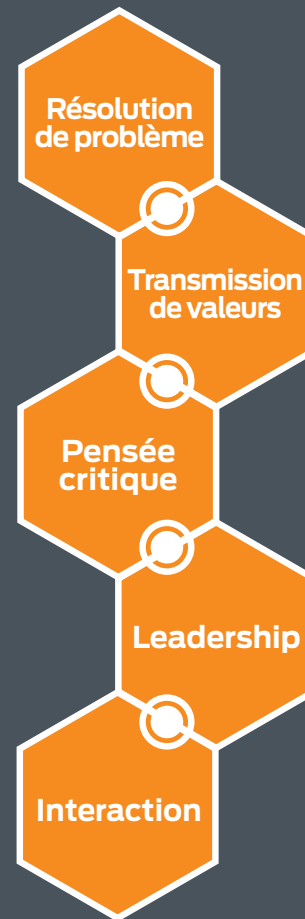 Résolution
de problème
Transmission
de valeurs
Pensée
critique
Leadership
Interaction